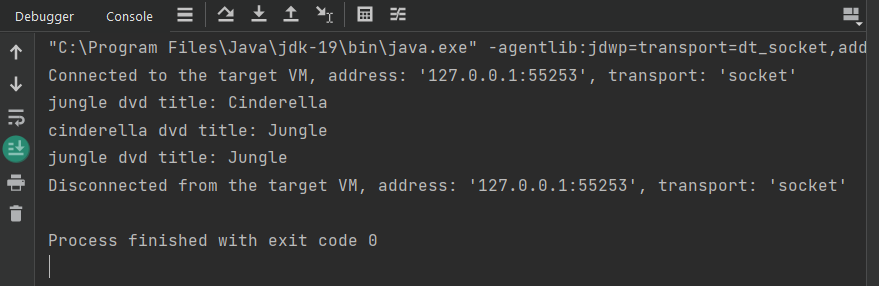 Debugger Console
"C:\Program Files\Java\jdk-19\bin\java.exe" -agentlib:jdwp=transport=dt_socket,add
Connected to the target VM, address: '127.0.0.1:55253', transport: 'socket'
jungle dvd title: Cinderella
cinderella dvd title: Jungle
jungle dvd title: Jungle
Disconnected from the target VM, address: '127.0.0.1:55253', transport: 'socket'
Process finished with exit code 0